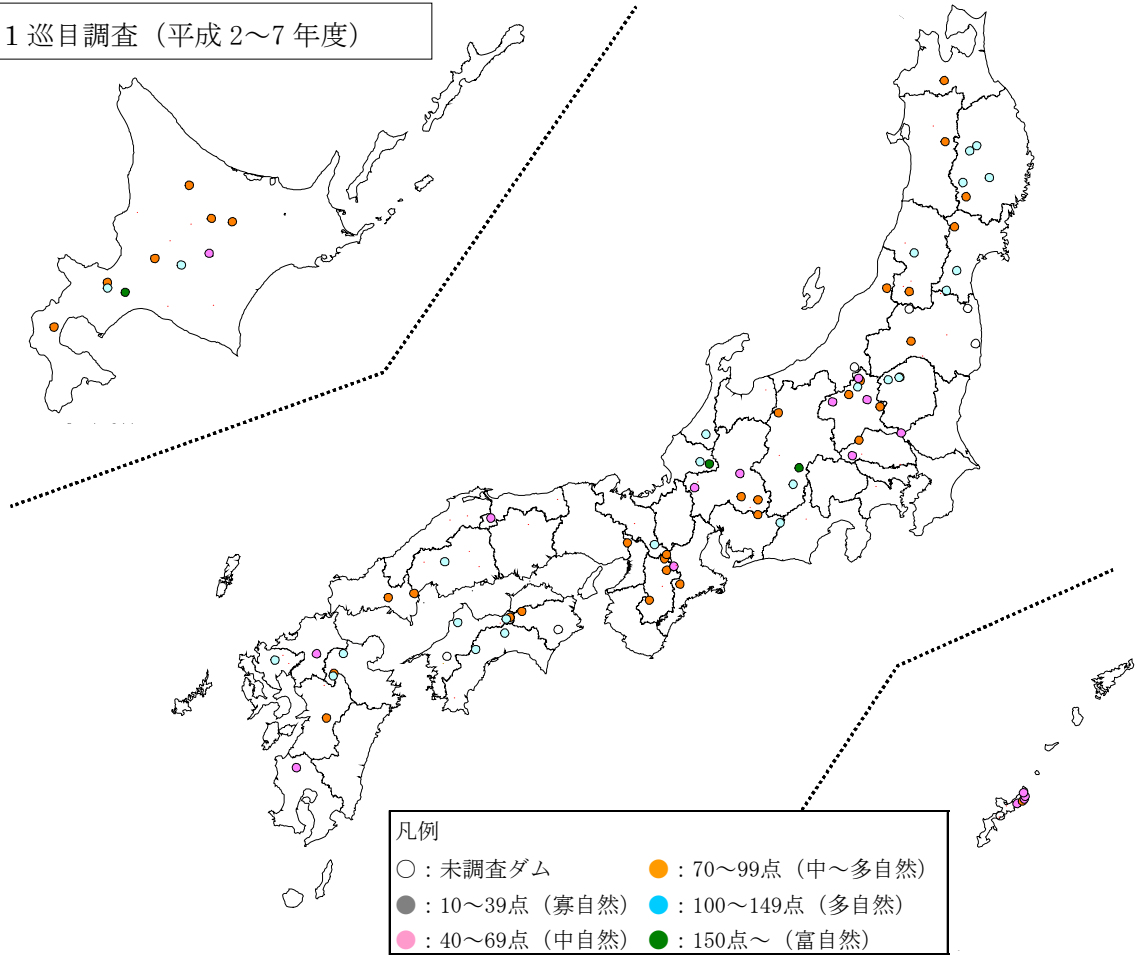 1巡目調査（平成2～7年度）
凡例
○：未調査ダム ●：70～99点（中～多自然）
●：10～39点（寡自然） ●：100～149点（多自然）
●：40～69点（中自然） ●：150点～（富自然）